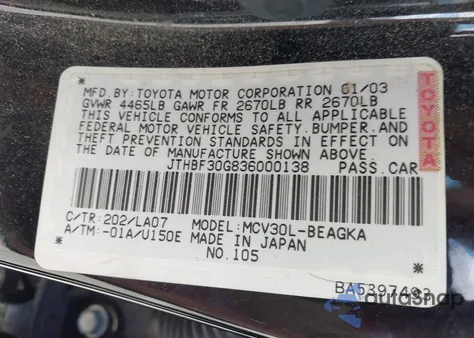 MFD.BY:TOYOTA MOTOR CORPORATION 01/03
GVWR 4465LB GAWR FR 2670LB RR 2670LB
THIS VEHICLE CONFORMS TO ALL APPLICABLE
FEDERAL MOTOR VEHICLE SAFETY.BUMPER,AND
THEFT PREVENTION STANDARDS IN EFFECT ON
THE DATE OF MANUFACTURE SHOWN ABOVE.
JTHBF30G836000138 PASS.CAR
TOYOTA
C/TR:202/LA07 MODEL:MCV30L-BEAGKA
A/TM:-01A/U150E MADE IN JAPAN
NO.105
BA5397493
autosnap